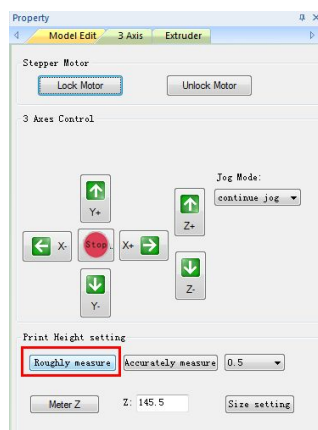 Property
Model Edit 3 Axis Extruder
Stepper Motor
Lock Motor Unlock Motor
3 Axes Control
Jog Mode:
continue jog
Y+
Z+
X- Stop. X+
Z-
Y-
Print Height setting
Roughly measure Accurately measure 0.5
Meter Z Z: 145.5 Size setting